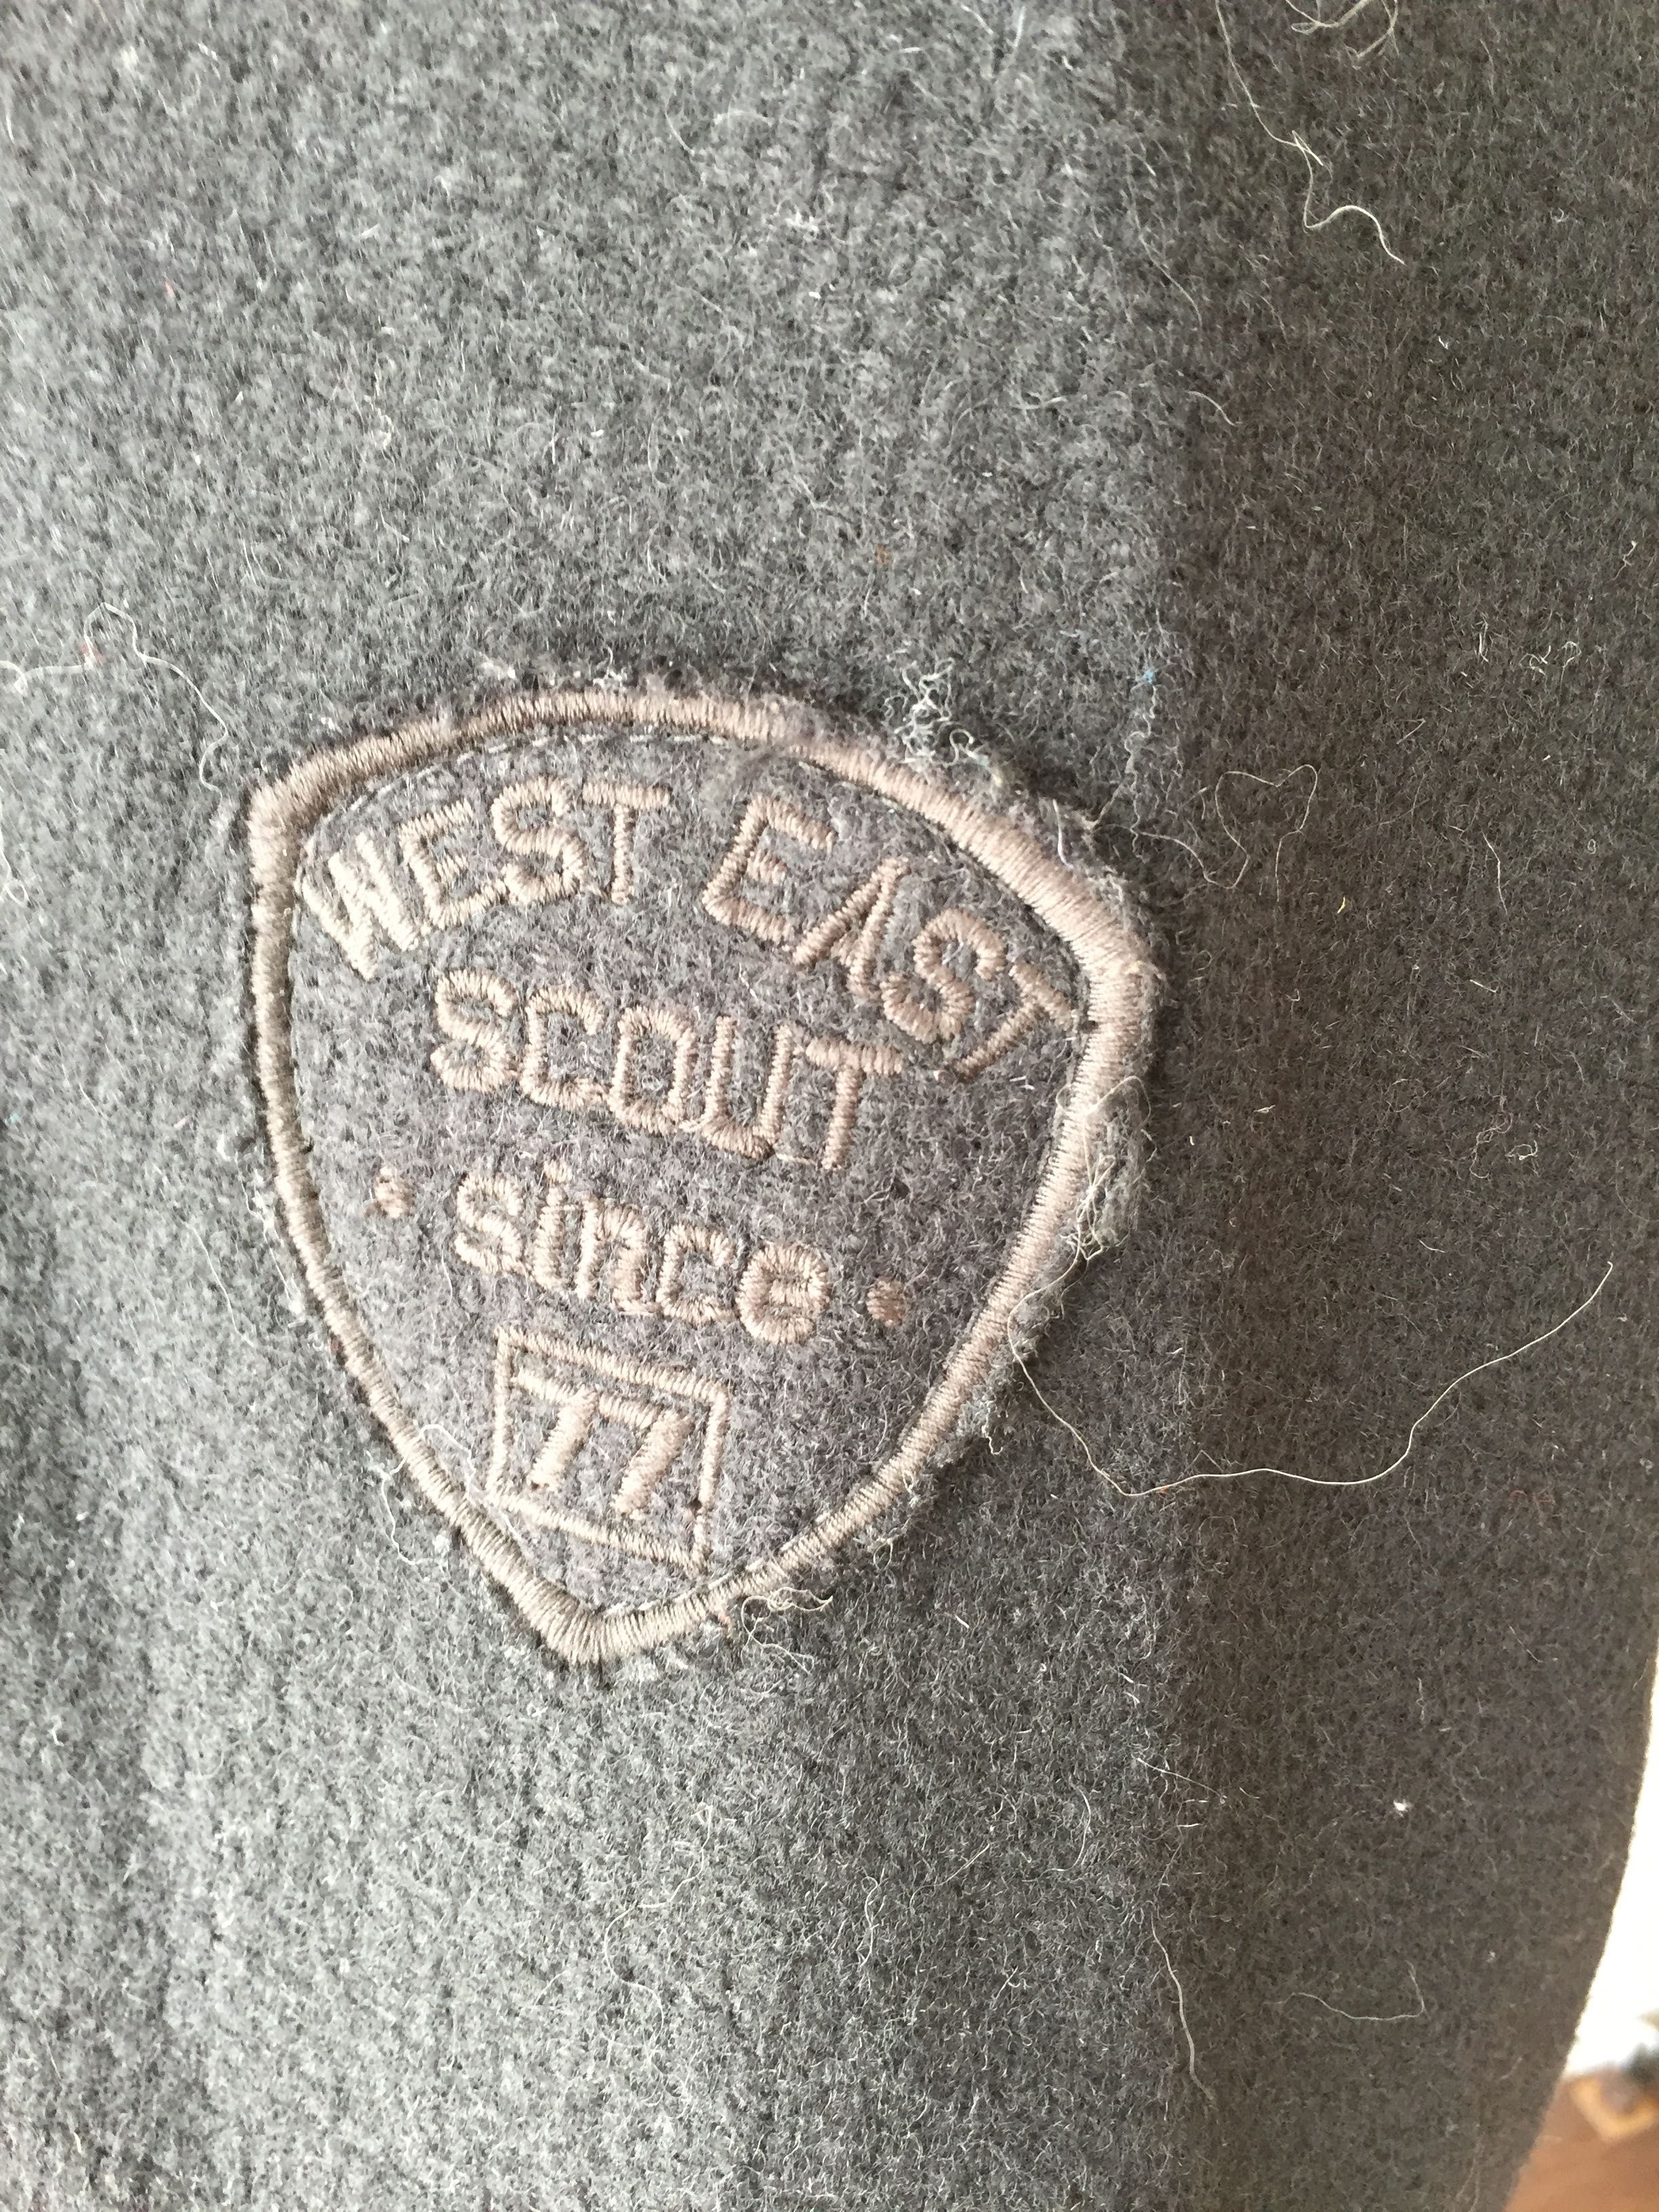 WEST EAST
SCOUT
• since •
77